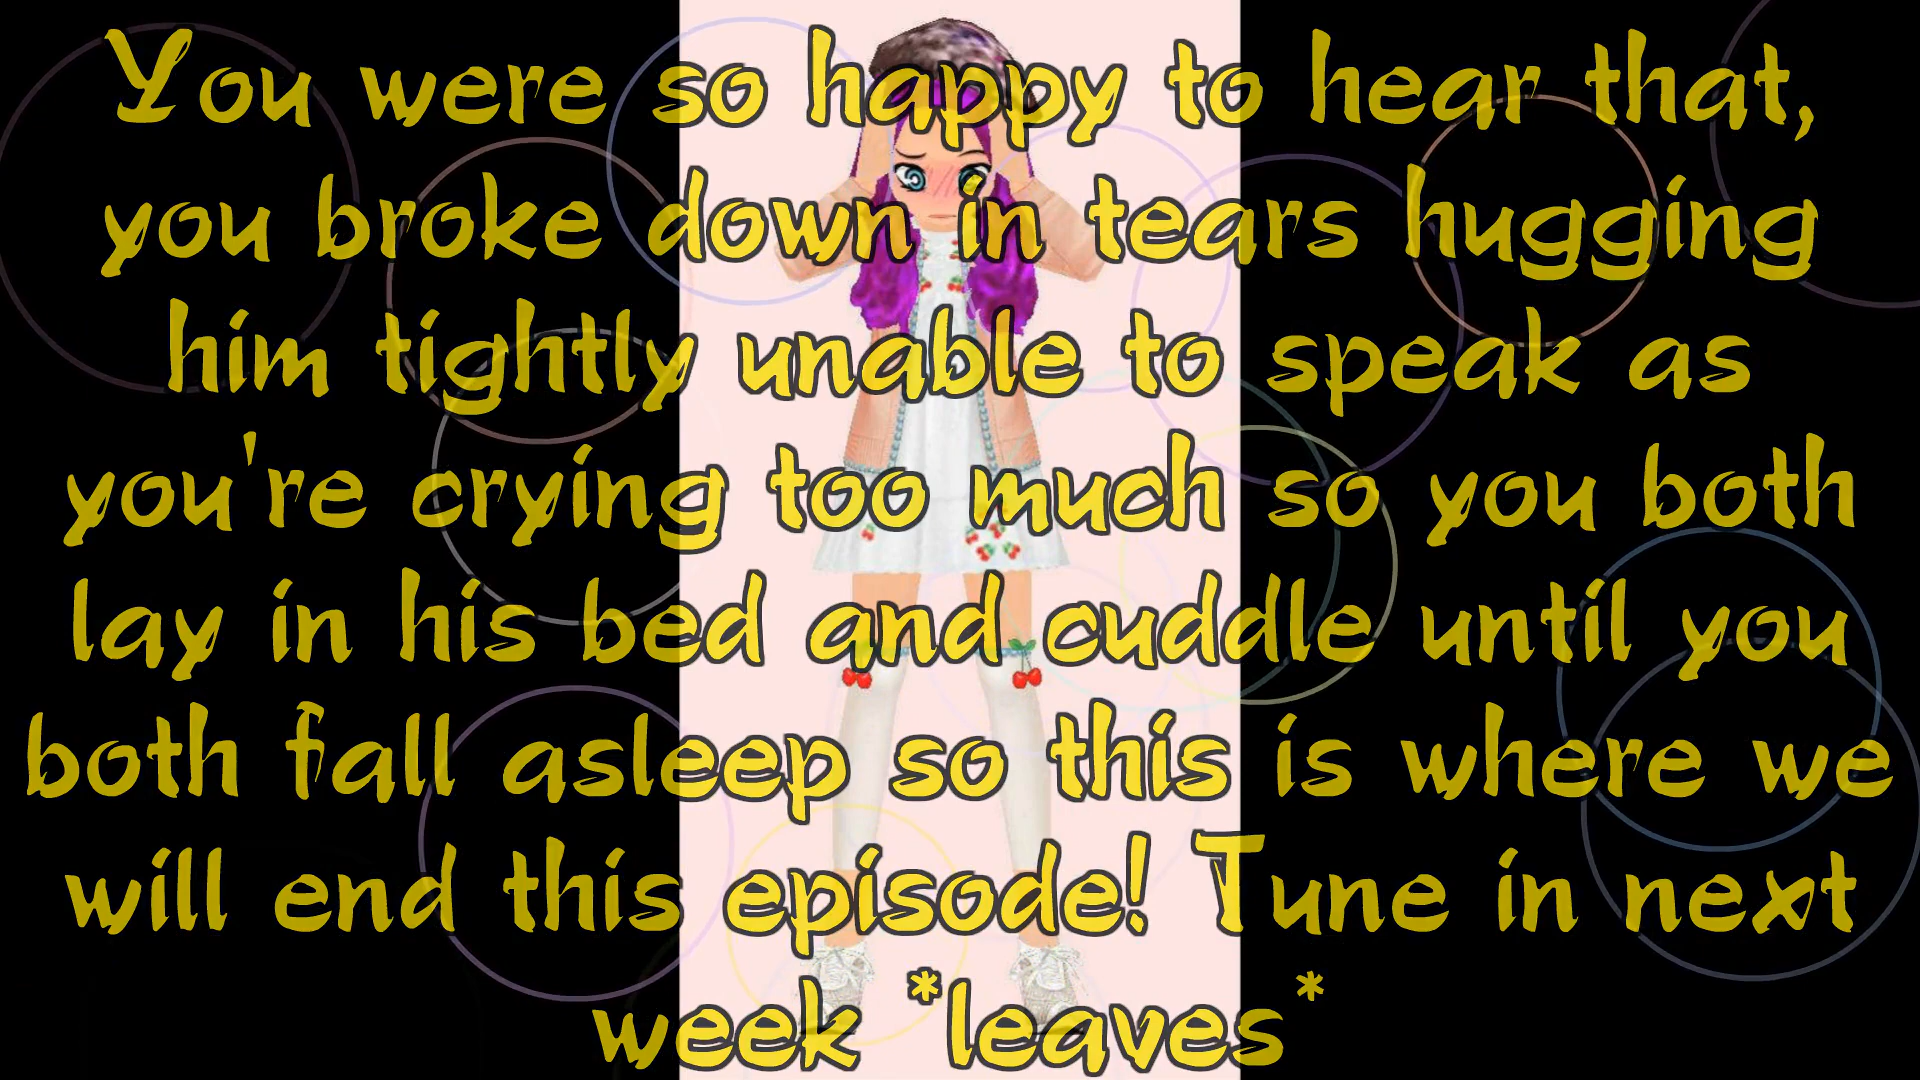 You were so happy to hear that,
you broke down in tears hugging
him tightly unable to speak as
you're crying too much so you both
lay in his bed and cuddle until you
both fall asleep so this is where we
will end this episode! Tune in next
week *leaves*